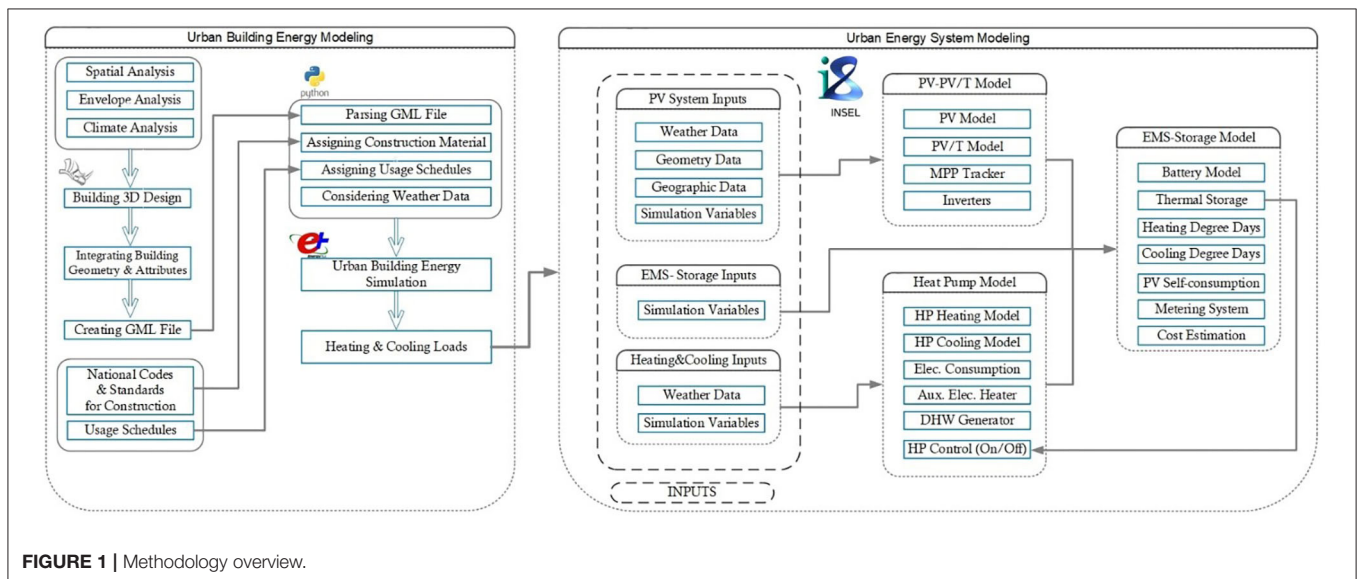 Urban Building Energy Modeling
Spatial Analysis
Envelope Analysis
Climate Analysis
Building 3D Design
Integrating Building
Geometry & Attributes
Creating GML File
National Codes
& Standards
for Construction
Usage Schedules
python
Parsing GML File
Assigning Construction Material
Assigning Usage Schedules
Considering Weather Data
e+
Urban Building Energy
Simulation
Heating & Cooling Loads
Urban Energy System Modeling
PV System Inputs
Weather Data
Geometry Data
Geographic Data
Simulation Variables
EMS- Storage Inputs
Simulation Variables
Heating&Cooling Inputs
Weather Data
Simulation Variables
INPUTS
i8
INSEL
PV-PV/T Model
PV Model
PV/T Model
MPP Tracker
Inverters
Heat Pump Model
HP Heating Model
HP Cooling Model
Elec. Consumption
Aux. Elec. Heater
DHW Generator
HP Control (On/Off)
EMS-Storage Model
Battery Model
Thermal Storage
Heating Degree Days
Cooling Degree Days
PV Self-consumption
Metering System
Cost Estimation
FIGURE 1 | Methodology overview.